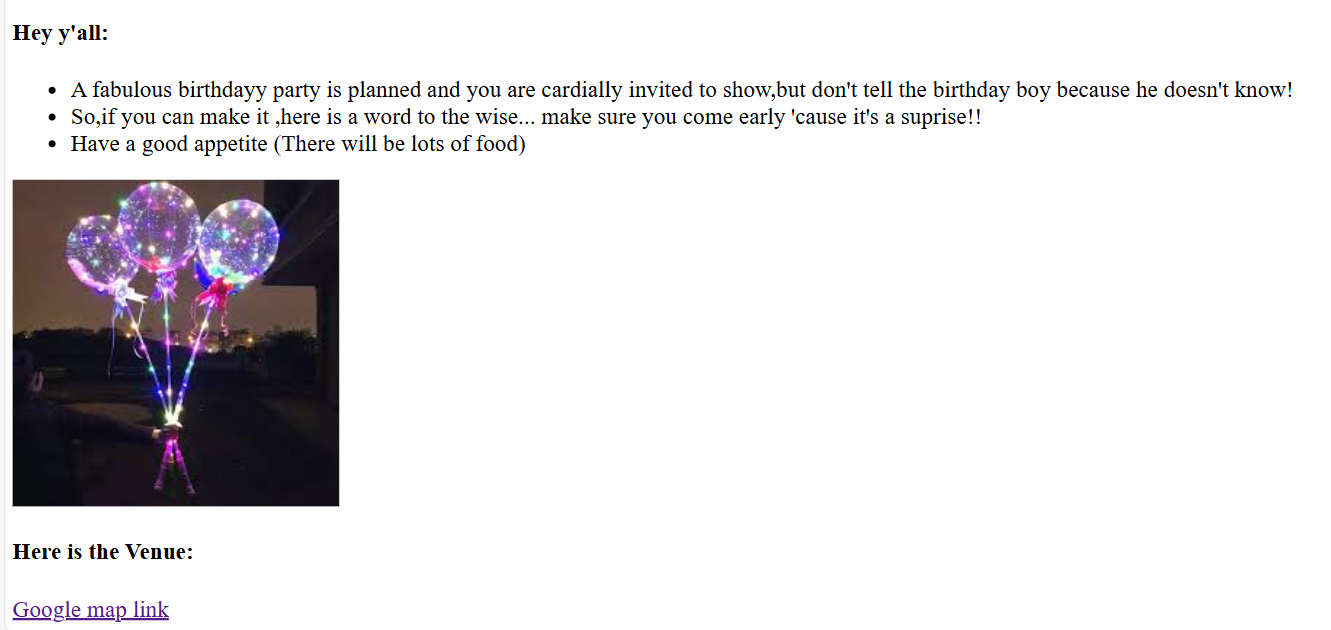 Hey y'all:
A fabulous birthdayy party is planned and you are cardially invited to show,but don't tell the birthday boy because he doesn't know!
So,if you can make it ,here is a word to the wise... make sure you come early 'cause it's a suprise!!
Have a good appetite (There will be lots of food)
Here is the Venue:
Google map link